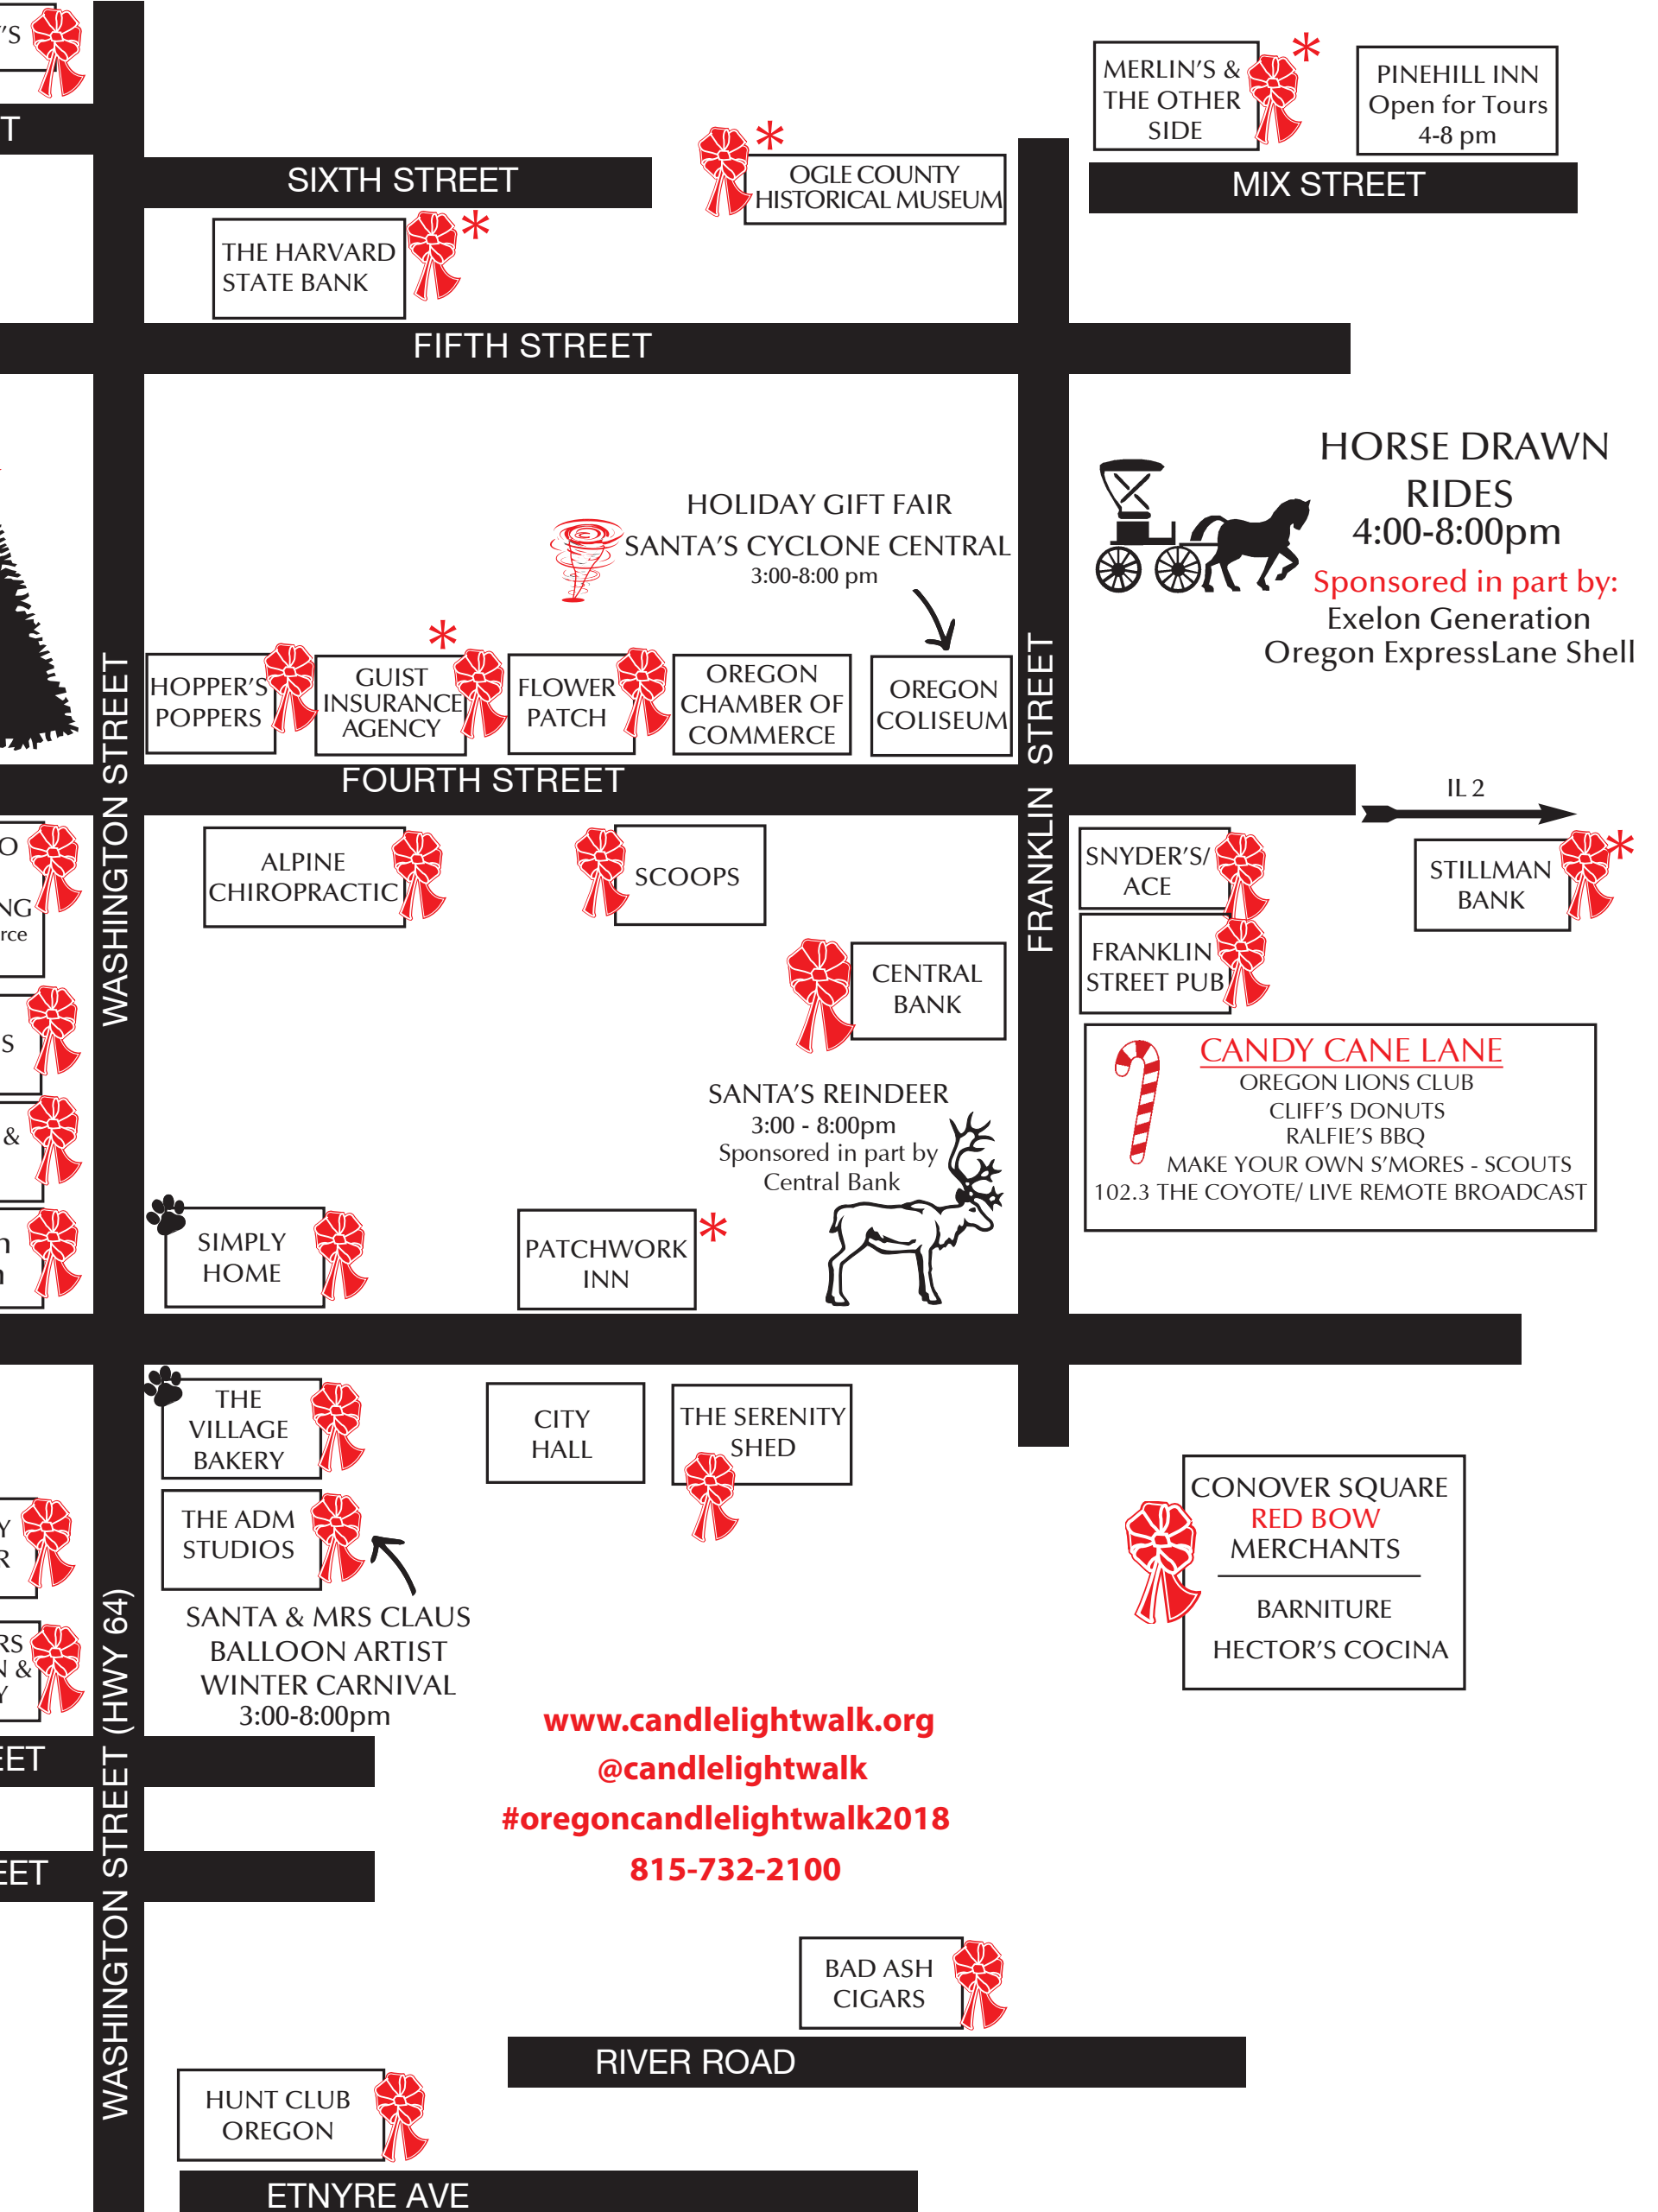 'S
T
MERLIN'S &
THE OTHER
SIDE
*
PINEHILL INN
Open for Tours
4-8 pm
MIX STREET
*
OGLE COUNTY
HISTORICAL MUSEUM
SIXTH STREET
THE HARVARD
STATE BANK
*
FIFTH STREET
HORSE DRAWN
RIDES
4:00-8:00pm
Sponsored in part by:
Exelon Generation
Oregon ExpressLane Shell
HOLIDAY GIFT FAIR
SANTA'S CYCLONE CENTRAL
3:00-8:00 pm
HOPPER'S
POPPERS
*
GUIST
INSURANCE
AGENCY
FLOWER
PATCH
OREGON
CHAMBER OF
COMMERCE
OREGON
COLISEUM
WASHINGTON STREET
FRANKLIN STREET
FOURTH STREET
IL 2
O
NG
rce
ALPINE
CHIROPRACTIC
SCOOPS
SNYDER'S/
ACE
STILLMAN
BANK
*
FRANKLIN
STREET PUB
CENTRAL
BANK
S
&
CANDY CANE LANE
OREGON LIONS CLUB
CLIFF'S DONUTS
RALFIE'S BBQ
MAKE YOUR OWN S'MORES - SCOUTS
102.3 THE COYOTE/ LIVE REMOTE BROADCAST
SANTA'S REINDEER
3:00 - 8:00pm
Sponsored in part by
Central Bank
SIMPLY
HOME
PATCHWORK
INN
*
THE
VILLAGE
BAKERY
CITY
HALL
THE SERENITY
SHED
THE ADM
STUDIOS
Y
R
CONOVER SQUARE
RED BOW
MERCHANTS
BARNITURE
HECTOR'S COCINA
SANTA & MRS CLAUS
BALLOON ARTIST
WINTER CARNIVAL
3:00-8:00pm
RS
N &
Y
WASHINGTON STREET (HWY 64)
EET
EET
www.candlelightwalk.org
@candlelightwalk
#oregoncandlelightwalk2018
815-732-2100
BAD ASH
CIGARS
RIVER ROAD
HUNT CLUB
OREGON
ETNYRE AVE